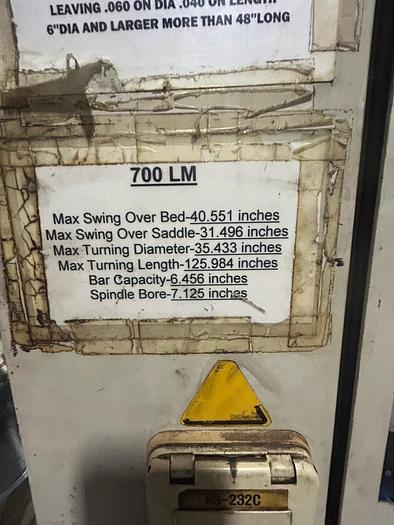 LEAVING .060 ON DIA .040 ON LENGTH
6"DIA AND LARGER MORE THAN 48"LONG
700 LM
Max Swing Over Bed-40.551 inches
Max Swing Over Saddle-31.496 inches
Max Turning Diameter-35.433 inches
Max Turning Length-125.984 inches
Bar Capacity-6.456 inches
Spindle Bore-7.125 inches
RS-232C